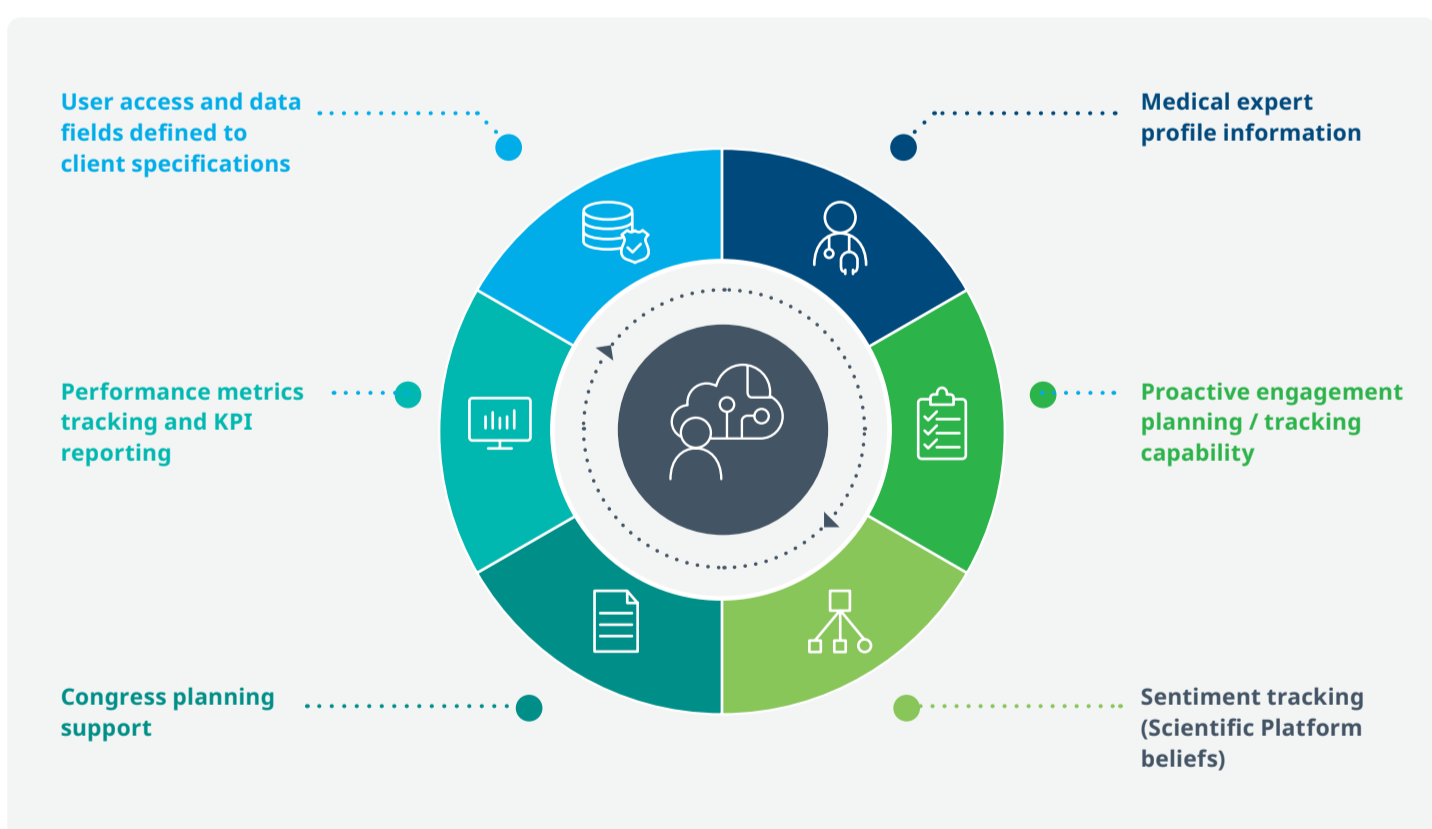 User access and data
fields defined to
client specifications
Medical expert
profile information
Performance metrics
tracking and KPI
reporting
Proactive engagement
planning / tracking
capability
Congress planning
support
Sentiment tracking
(Scientific Platform
beliefs)